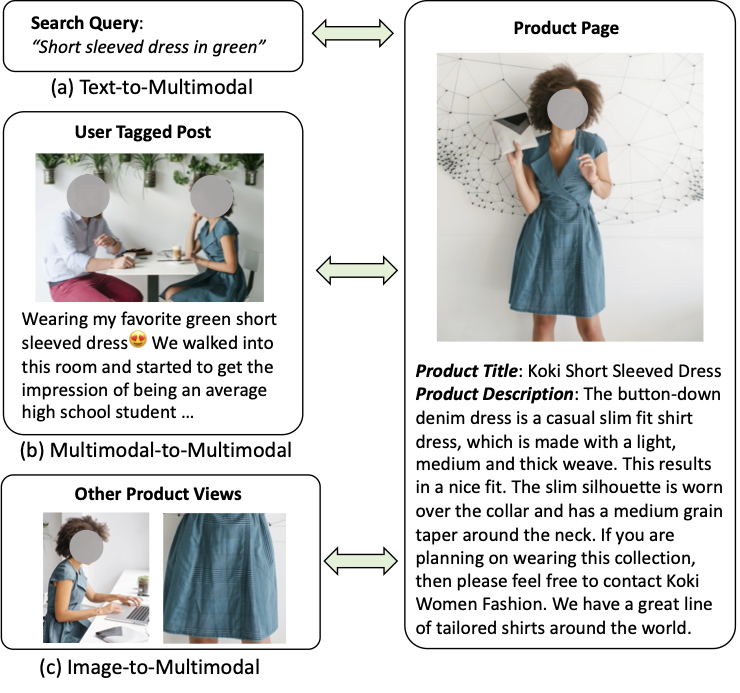 Search Query:
“Short sleeved dress in green”
(a) Text-to-Multimodal
User Tagged Post
Wearing my favorite green short
sleeved dress😍 We walked into
this room and started to get the
impression of being an average
high school student ...
(b) Multimodal-to-Multimodal
Other Product Views
(c) Image-to-Multimodal
Product Page
Product Title: Koki Short Sleeved Dress
Product Description: The button-down
denim dress is a casual slim fit shirt
dress, which is made with a light,
medium and thick weave. This results
in a nice fit. The slim silhouette is worn
over the collar and has a medium grain
taper around the neck. If you are
planning on wearing this collection,
then please feel free to contact Koki
Women Fashion. We have a great line
of tailored shirts around the world.